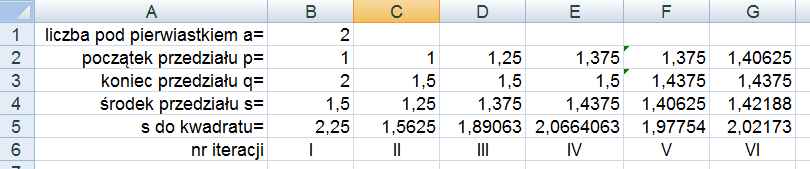 A B C D E F G
1 liczba pod pierwiastkiem a= 2
2 początek przedziału p= 1 1 1,25 1,375 1,375 1,40625
3 koniec przedziału q= 2 1,5 1,5 1,5 1,4375 1,4375
4 środek przedziału s= 1,5 1,25 1,375 1,4375 1,40625 1,42188
5 s do kwadratu= 2,25 1,5625 1,89063 2,0664063 1,97754 2,02173
6 nr iteracji I II III IV V VI